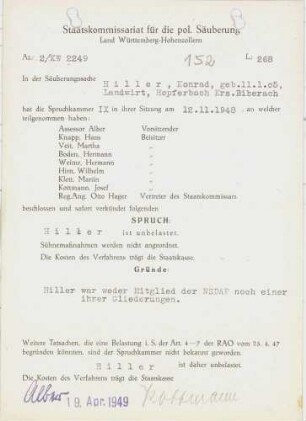 Staatskommissariat für die pol. Säuberung
Land Württemberg-Hohenzollern
Az: 2/KW 2249 152 L: 268
In der Säuberungssache Hiller, Konrad, geb.11.1.05,
Landwirt, Hepferbach Krs.Biberach
hat die Spruchkammer IX in ihrer Sitzung am 12.11.1948, an welcher
teilgenommen haben:
Assessor Alber Vorsitzender
Knapp, Hans Beisitzer
Veit, Martha "
Boden, Hermann "
Weiner, Hermann "
Hirn, Wilhelm "
Klett, Martin "
Kottmann, Josef "
Reg.Ang. Otto Hager Vertreter des Staatskommissars
beschlossen und sofort verkündet folgenden
SPRUCH:
Hiller ist unbelastet.
Sühnemaßnahmen werden nicht angeordnet.
Die Kosten des Verfahrens trägt die Staatskasse.
Gründe:
Hiller war weder Mitglied der NSDAP noch einer
ihrer Gliederungen.
Weitere Tatsachen, die eine Belastung i. S. der Art. 4–7 der RAO vom 25. 4. 47
begründen können, sind der Spruchkammer nicht bekannt geworden.
Hiller ist daher unbelastet
Die Kosten des Verfahrens trägt die Staatskasse
Alber 19. Apr. 1949 Kottmann